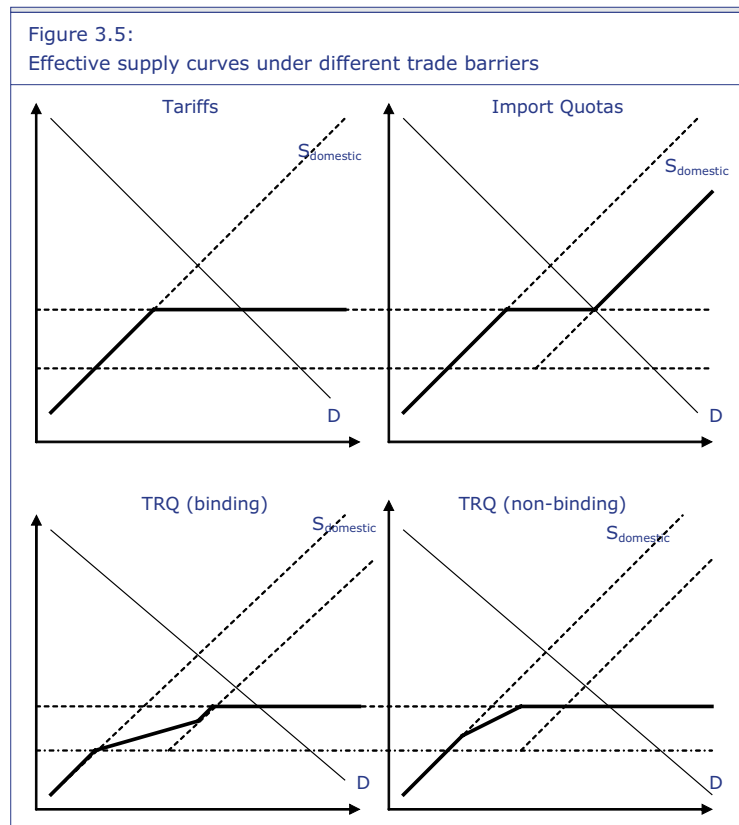 Figure 3.5:
Effective supply curves under different trade barriers
Tariffs
Import Quotas
Sdomestic
Sdomestic
D
D
TRQ (binding)
TRQ (non-binding)
Sdomestic
Sdomestic
D
D